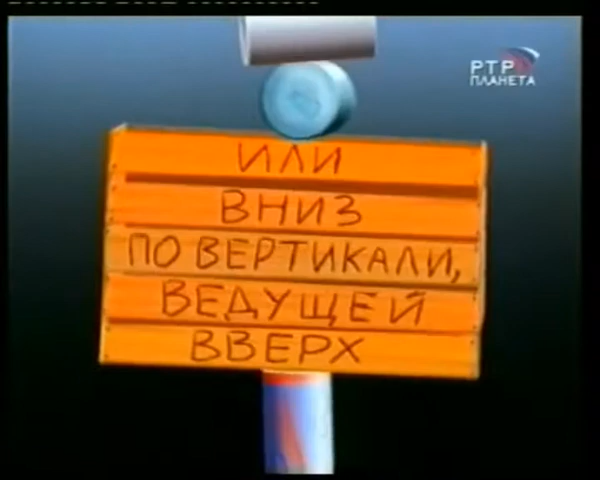 РТР
ПЛАНЕТА
ИЛИ
ВНИЗ
ПО ВЕРТИКАЛИ,
ВЕДУЩЕЙ
ВВЕРХ